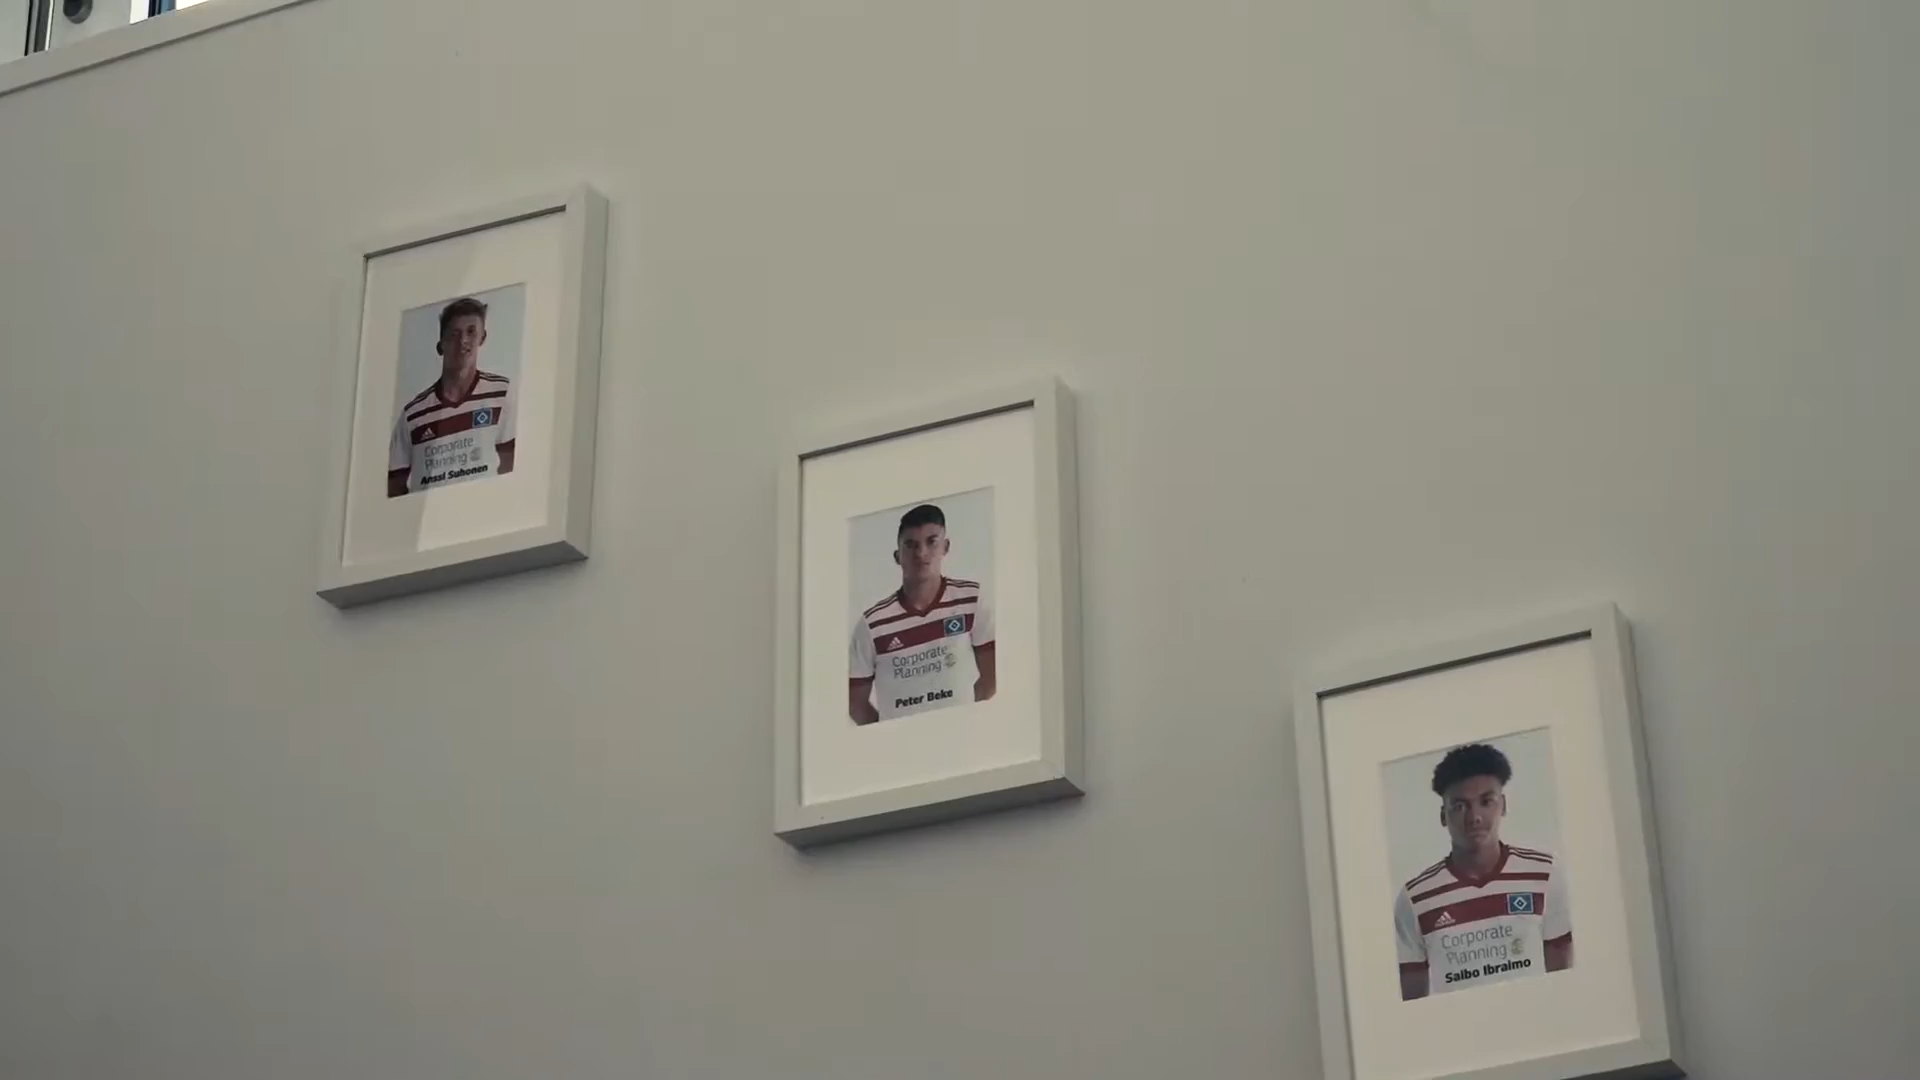 Corporate
Planning
Anssi Suhonen
Corporate
Planning
Peter Beke
Corporate
Planning
Saibo Ibraimo